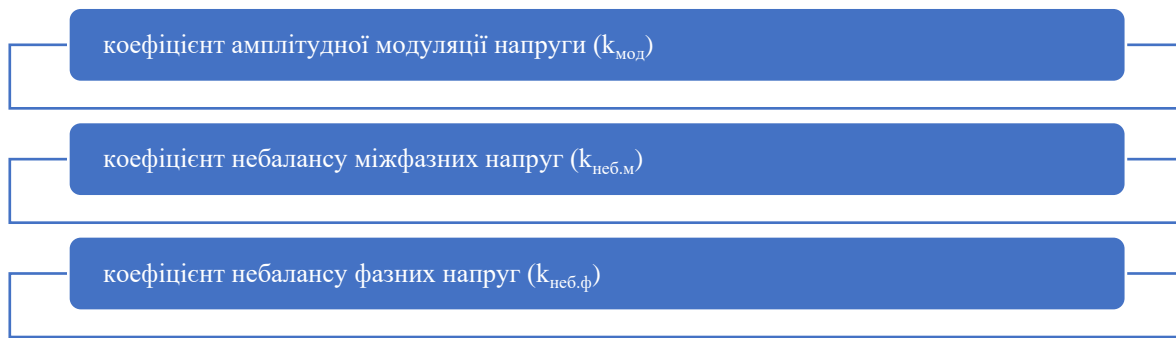 коефіцієнт амплітудної модуляції напруги (kмод)
коефіцієнт небалансу міжфазних напруг (kнеб.м)
коефіцієнт небалансу фазних напруг (kнеб.ф)